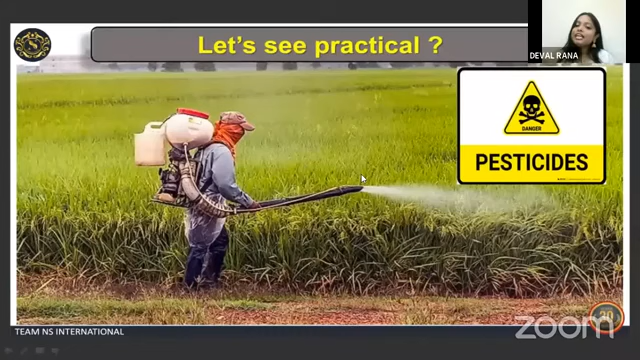 Let's see practical ?
DEVAL RANA
DANGER
PESTICIDES
TEAM NS INTERNATIONAL
zoom